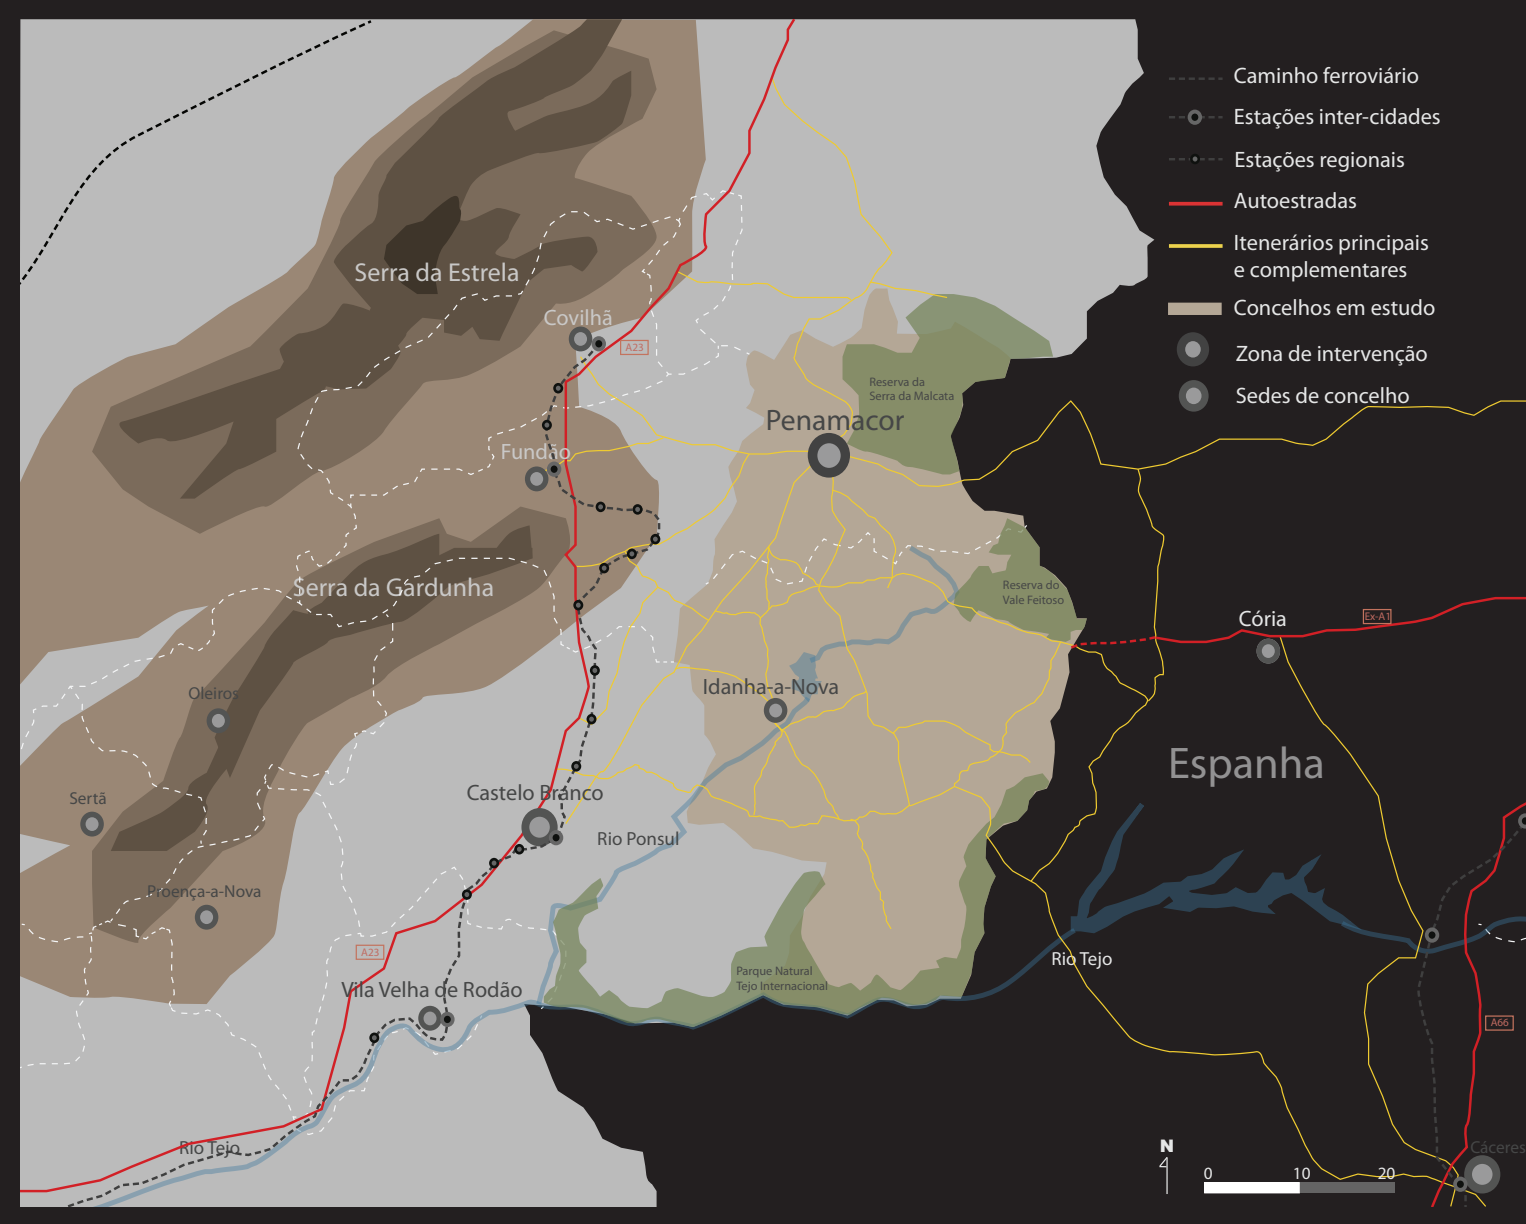 Caminho ferroviário
Estações inter-cidades
Estações regionais
Autoestradas
Itenerários principais
e complementares
Concelhos em estudo
Zona de intervenção
Sedes de concelho
Serra da Estrela
Covilhã
A23
Reserva da
Serra da Malcata
Penamacor
Fundão
Serra da Gardunha
Reserva do
Vale Feitoso
Ex-A1
Cória
Oleiros
Idanha-a-Nova
Espanha
Sertã
Castelo Branco
Rio Ponsul
Proença-a-Nova
A23
Rio Tejo
Parque Natural
Tejo Internacional
Vila Velha de Rodão
A66
Rio Tejo
N
0 10 20
Cáceres